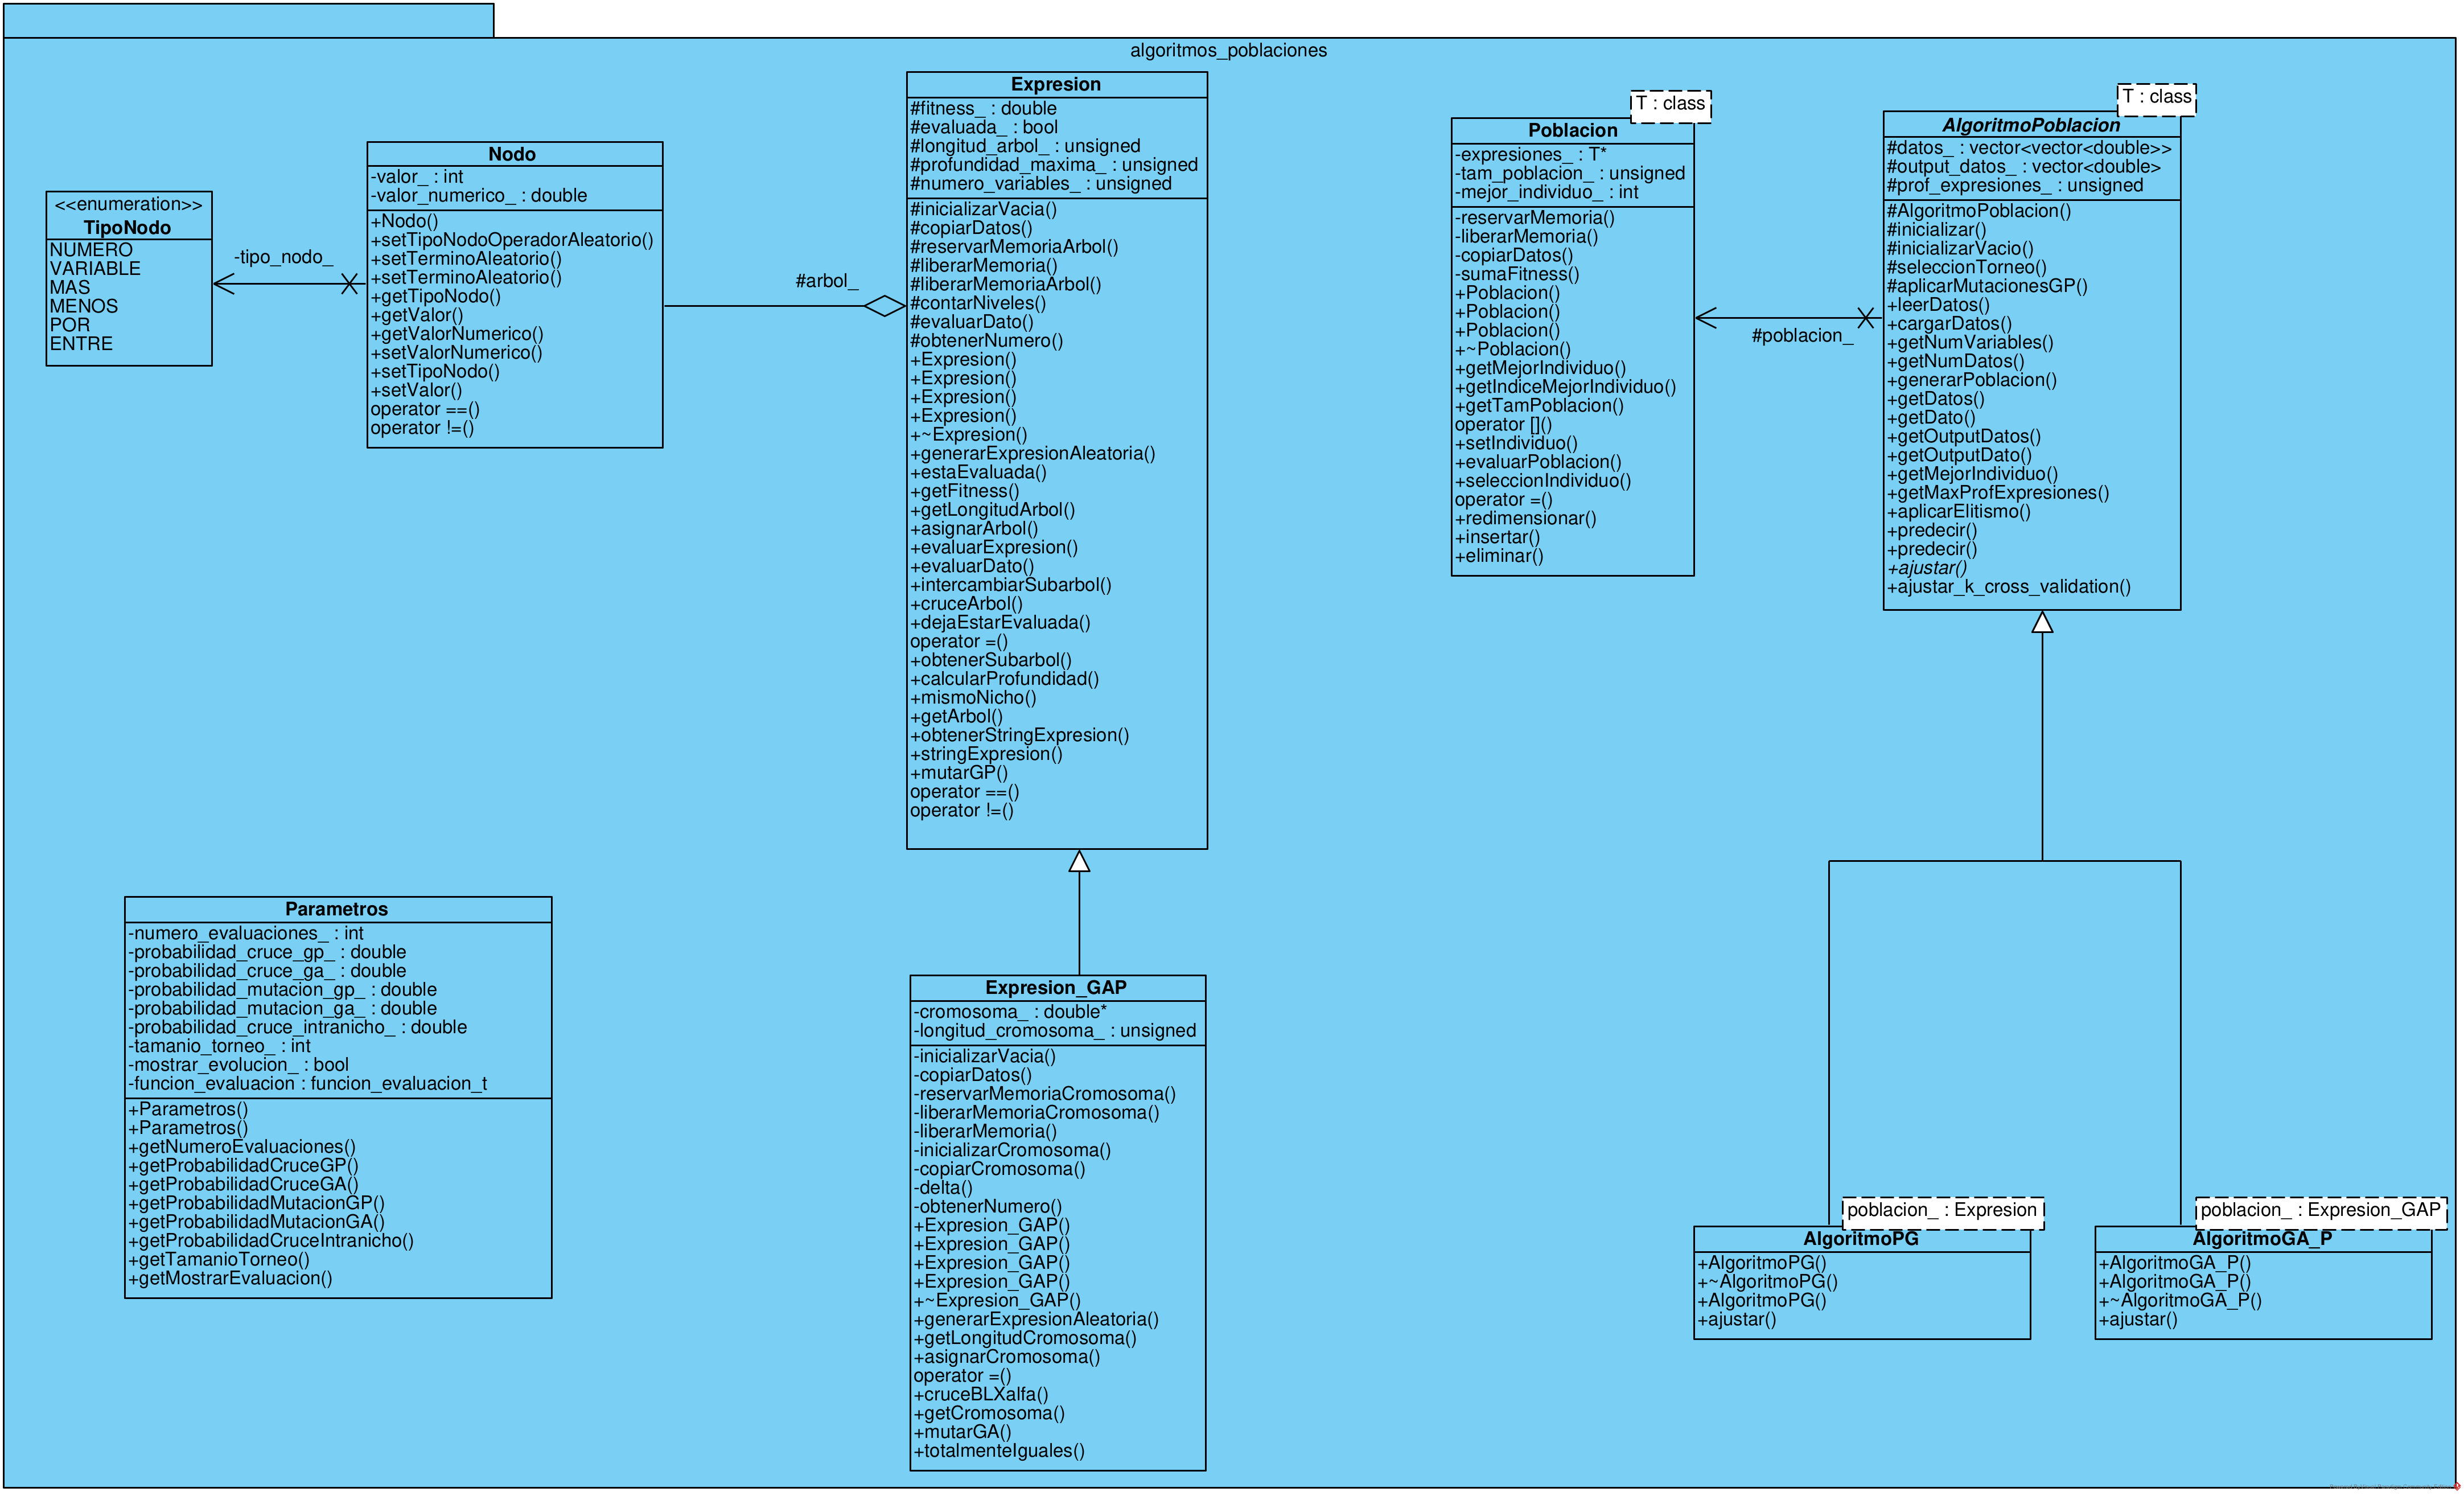 algoritmos_poblaciones
<<enumeration>>
TipoNodo
NUMERO
VARIABLE
MAS
MENOS
POR
ENTRE
-tipo_nodo_
Nodo
-valor_ : int
-valor_numerico_ : double
+Nodo()
+setTipoNodoOperadorAleatorio()
+setTerminoAleatorio()
+setTerminoAleatorio()
+getTipoNodo()
+getValor()
+getValorNumerico()
+setValorNumerico()
+setTipoNodo()
+setValor()
operator ==()
operator !=()
#arbol_
Expresion
#fitness_ : double
#evaluada_ : bool
#longitud_arbol_ : unsigned
#profundidad_maxima_ : unsigned
#numero_variables_ : unsigned
#inicializarVacia()
#copiarDatos()
#reservarMemoriaArbol()
#liberarMemoria()
#liberarMemoriaArbol()
#contarNiveles()
#evaluarDato()
#obtenerNumero()
+Expresion()
+Expresion()
+Expresion()
+Expresion()
+~Expresion()
+generarExpresionAleatoria()
+estaEvaluada()
+getFitness()
+getLongitudArbol()
+asignarArbol()
+evaluarExpresion()
+evaluarDato()
+intercambiarSubarbol()
+cruceArbol()
+dejaEstarEvaluada()
operator =()
+obtenerSubarbol()
+calcularProfundidad()
+mismoNicho()
+getArbol()
+obtenerStringExpresion()
+stringExpresion()
+mutarGP()
operator ==()
operator !=()
T : class
Poblacion
-expresiones_ : T*
-tam_poblacion_ : unsigned
-mejor_individuo_ : int
-reservarMemoria()
-liberarMemoria()
-copiarDatos()
-sumaFitness()
+Poblacion()
+Poblacion()
+Poblacion()
+~Poblacion()
+getMejorIndividuo()
+getIndiceMejorIndividuo()
+getTamPoblacion()
operator []()
+setIndividuo()
+evaluarPoblacion()
+seleccionIndividuo()
operator =()
+redimensionar()
+insertar()
+eliminar()
#poblacion_
T : class
AlgoritmoPoblacion
#datos_ : vector<vector<double>>
#output_datos_ : vector<double>
#prof_expresiones_ : unsigned
#AlgoritmoPoblacion()
#inicializar()
#inicializarVacio()
#seleccionTorneo()
#aplicarMutacionesGP()
+leerDatos()
+cargarDatos()
+getNumVariables()
+getNumDatos()
+generarPoblacion()
+getDatos()
+getDato()
+getOutputDatos()
+getOutputDato()
+getMejorIndividuo()
+getMaxProfExpresiones()
+aplicarElitismo()
+predecir()
+predecir()
+ajustar()
+ajustar_k_cross_validation()
Parametros
-numero_evaluaciones_ : int
-probabilidad_cruce_gp_ : double
-probabilidad_cruce_ga_ : double
-probabilidad_mutacion_gp_ : double
-probabilidad_mutacion_ga_ : double
-probabilidad_cruce_intranicho_ : double
-tamanio_torneo_ : int
-mostrar_evolucion_ : bool
-funcion_evaluacion : funcion_evaluacion_t
+Parametros()
+Parametros()
+getNumeroEvaluaciones()
+getProbabilidadCruceGP()
+getProbabilidadCruceGA()
+getProbabilidadMutacionGP()
+getProbabilidadMutacionGA()
+getProbabilidadCruceIntranicho()
+getTamanioTorneo()
+getMostrarEvaluacion()
Expresion_GAP
-cromosoma_ : double*
-longitud_cromosoma_ : unsigned
-inicializarVacia()
-copiarDatos()
-reservarMemoriaCromosoma()
-liberarMemoriaCromosoma()
-liberarMemoria()
-inicializarCromosoma()
-copiarCromosoma()
-delta()
-obtenerNumero()
+Expresion_GAP()
+Expresion_GAP()
+Expresion_GAP()
+Expresion_GAP()
+~Expresion_GAP()
+generarExpresionAleatoria()
+getLongitudCromosoma()
+asignarCromosoma()
operator =()
+cruceBLXalfa()
+getCromosoma()
+mutarGA()
+totalmenteIguales()
poblacion_ : Expresion
AlgoritmoPG
+AlgoritmoPG()
+~AlgoritmoPG()
+AlgoritmoPG()
+ajustar()
poblacion_ : Expresion_GAP
AlgoritmoGA_P
+AlgoritmoGA_P()
+AlgoritmoGA_P()
+~AlgoritmoGA_P()
+ajustar()